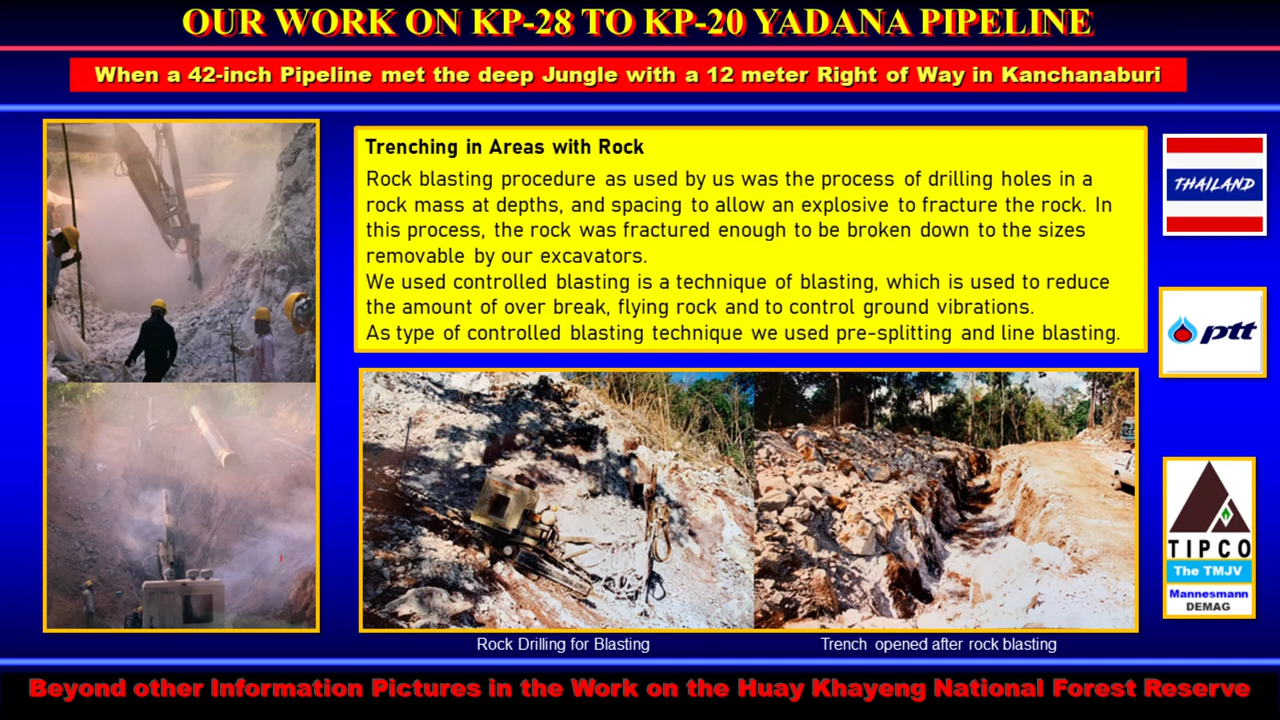 OUR WORK ON KP-28 TO KP-20 YADANA PIPELINE
When a 42-inch Pipeline met the deep Jungle with a 12 meter Right of Way in Kanchanaburi
Trenching in Areas with Rock
Rock blasting procedure as used by us was the process of drilling holes in a
rock mass at depths, and spacing to allow an explosive to fracture the rock. In
this process, the rock was fractured enough to be broken down to the sizes
removable by our excavators.
We used controlled blasting is a technique of blasting, which is used to reduce
the amount of over break, flying rock and to control ground vibrations.
As type of controlled blasting technique we used pre-splitting and line blasting.
THAILAND
ptt
TIPCO
The TMJV
Mannesmann
DEMAG
Rock Drilling for Blasting
Trench opened after rock blasting
Beyond other Information Pictures in the Work on the Huay Khayeng National Forest Reserve